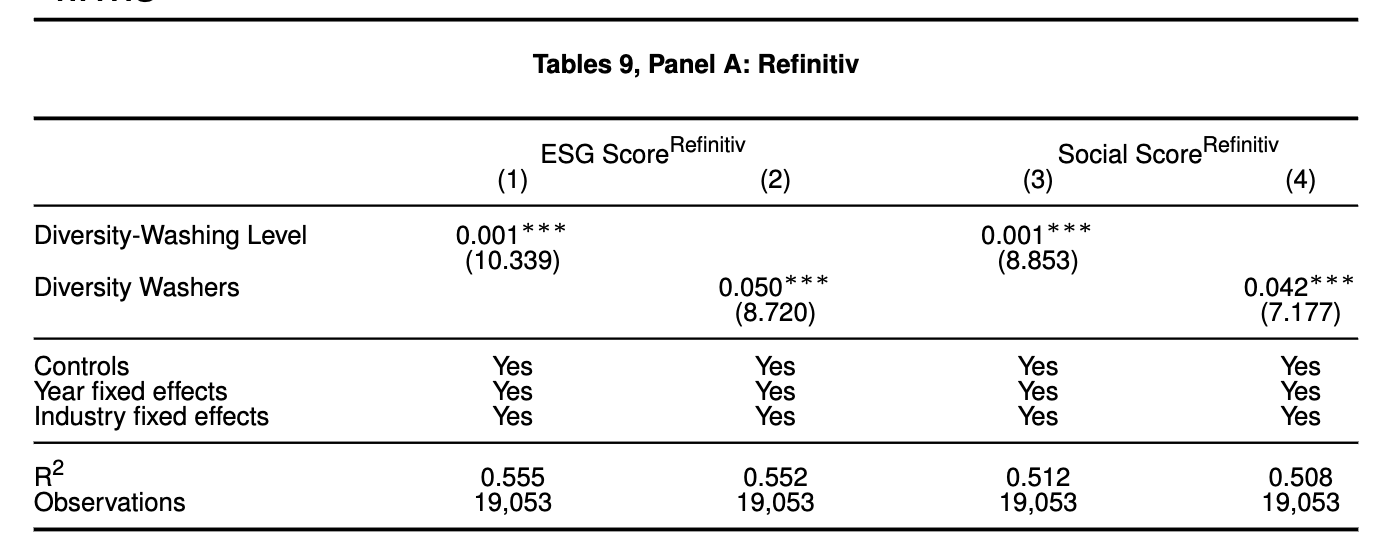 Tables 9, Panel A: Refinitiv
ESG Score^Refinitiv Social Score^Refinitiv
(1) (2) (3) (4)
Diversity-Washing Level 0.001*** 0.001***
(10.339) (8.853)
Diversity Washers 0.050*** 0.042***
(8.720) (7.177)
Controls Yes Yes Yes Yes
Year fixed effects Yes Yes Yes Yes
Industry fixed effects Yes Yes Yes Yes
R² 0.555 0.552 0.512 0.508
Observations 19,053 19,053 19,053 19,053